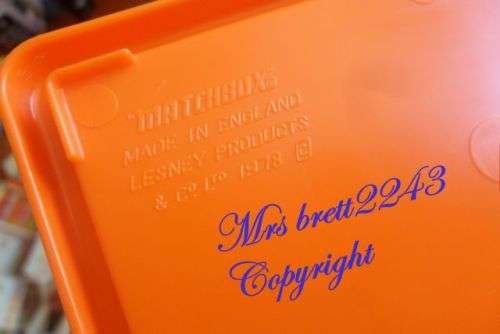 "MATCHBOX"
MADE IN ENGLAND
LESNEY PRODUCTS
& CO. LTD 1978 C
Mrs brett2243
Copyright